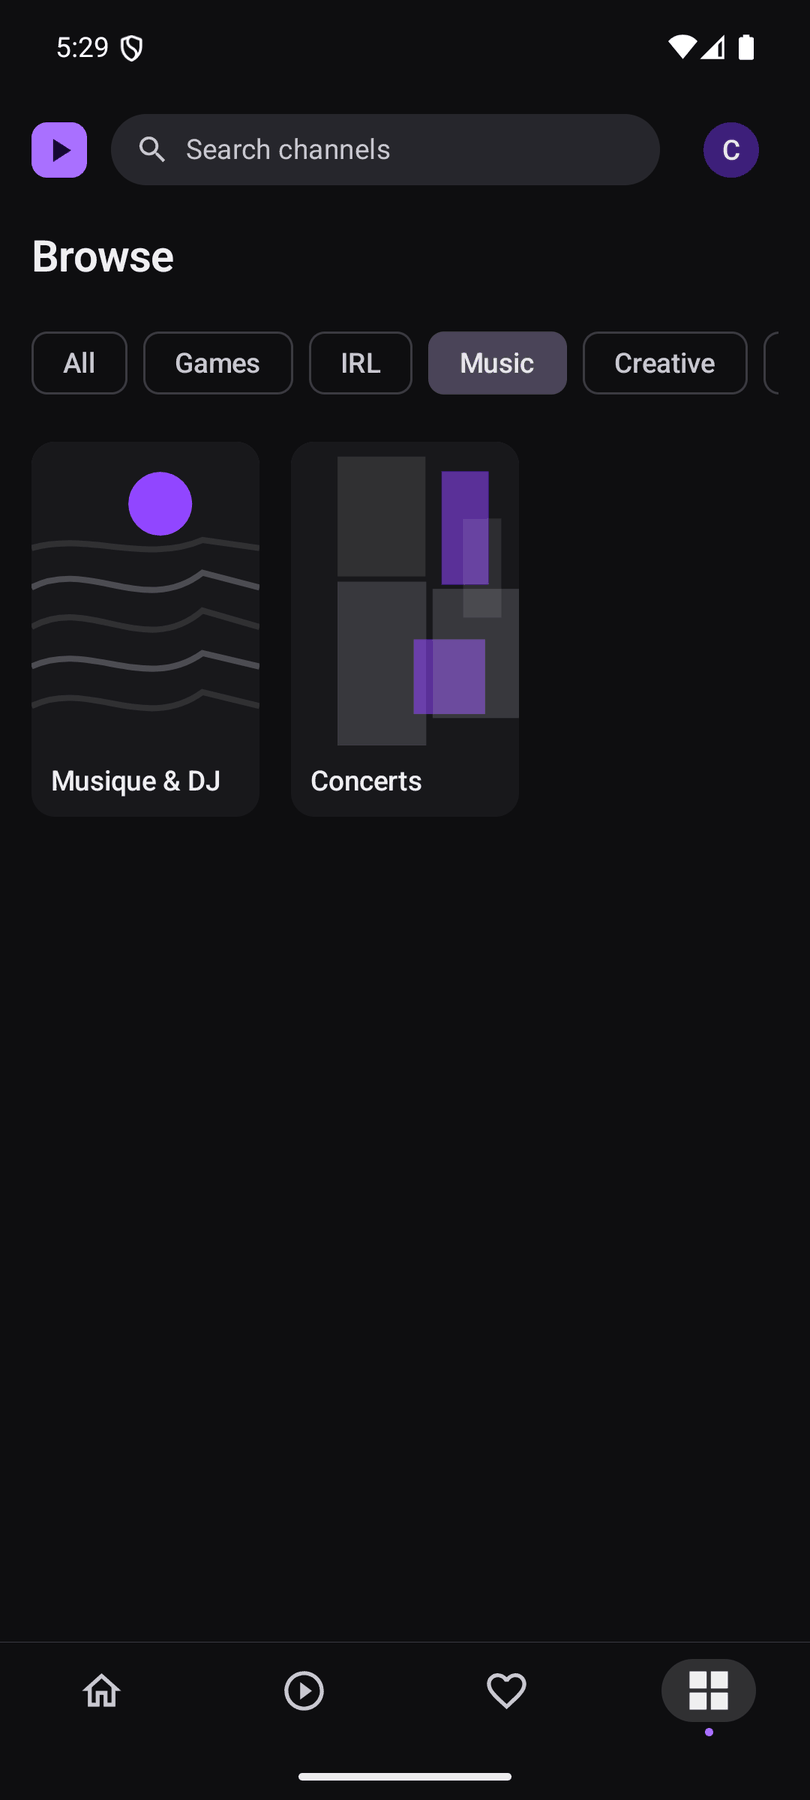 5:29
Search channels
C
Browse
All Games IRL Music Creative
Musique & DJ Concerts